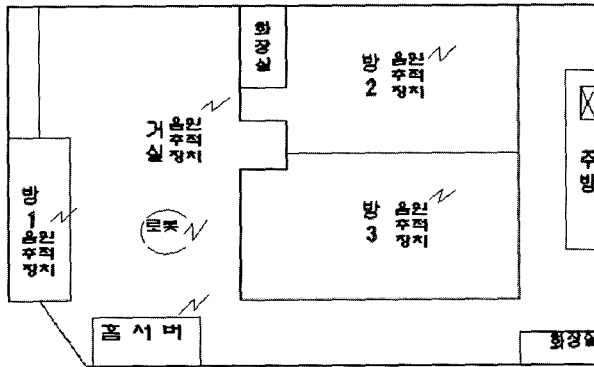 화장실
방 2 음원 추적 장치
거실 음원 추적 장치
주방
방 1 음원 추적 장치
방 3 음원 추적 장치
로봇
홈 서버
화장실